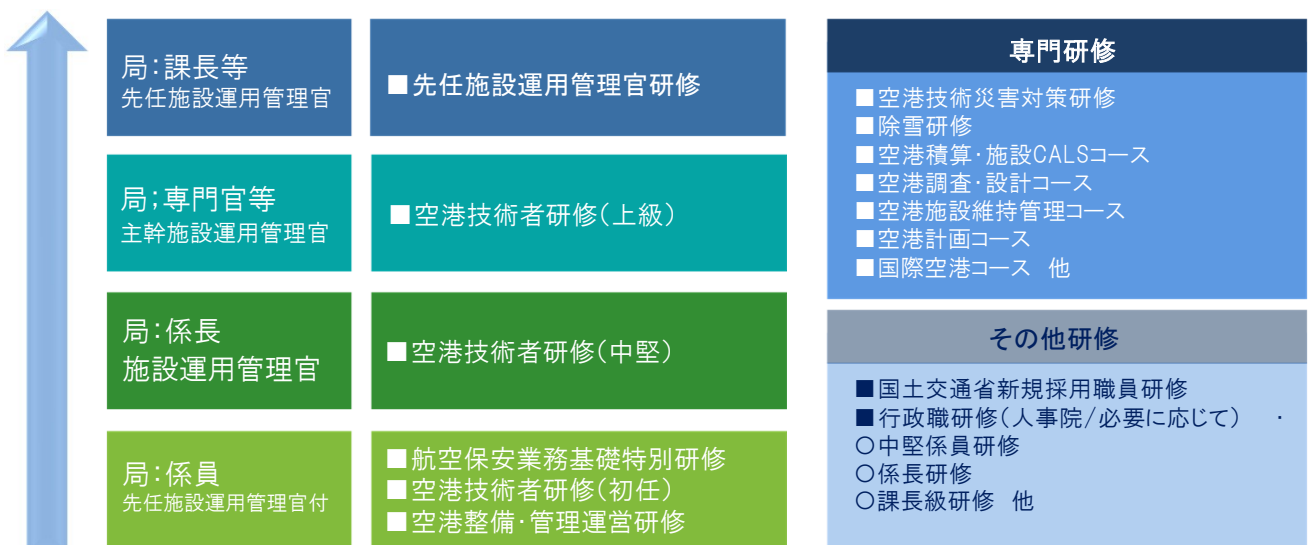 局:課長等
先任施設運用管理官
■先任施設運用管理官研修
局;専門官等
主幹施設運用管理官
■空港技術者研修(上級)
局:係長
施設運用管理官
■空港技術者研修(中堅)
局:係員
先任施設運用管理官付
■航空保安業務基礎特別研修
■空港技術者研修(初任)
■空港整備・管理運営研修
専門研修
■空港技術災害対策研修
■除雪研修
■空港積算・施設CALSコース
■空港調査・設計コース
■空港施設維持管理コース
■空港計画コース
■国際空港コース 他
その他研修
■国土交通省新規採用職員研修
■行政職研修(人事院/必要に応じて) ・
○中堅係員研修
○係長研修
○課長級研修 他